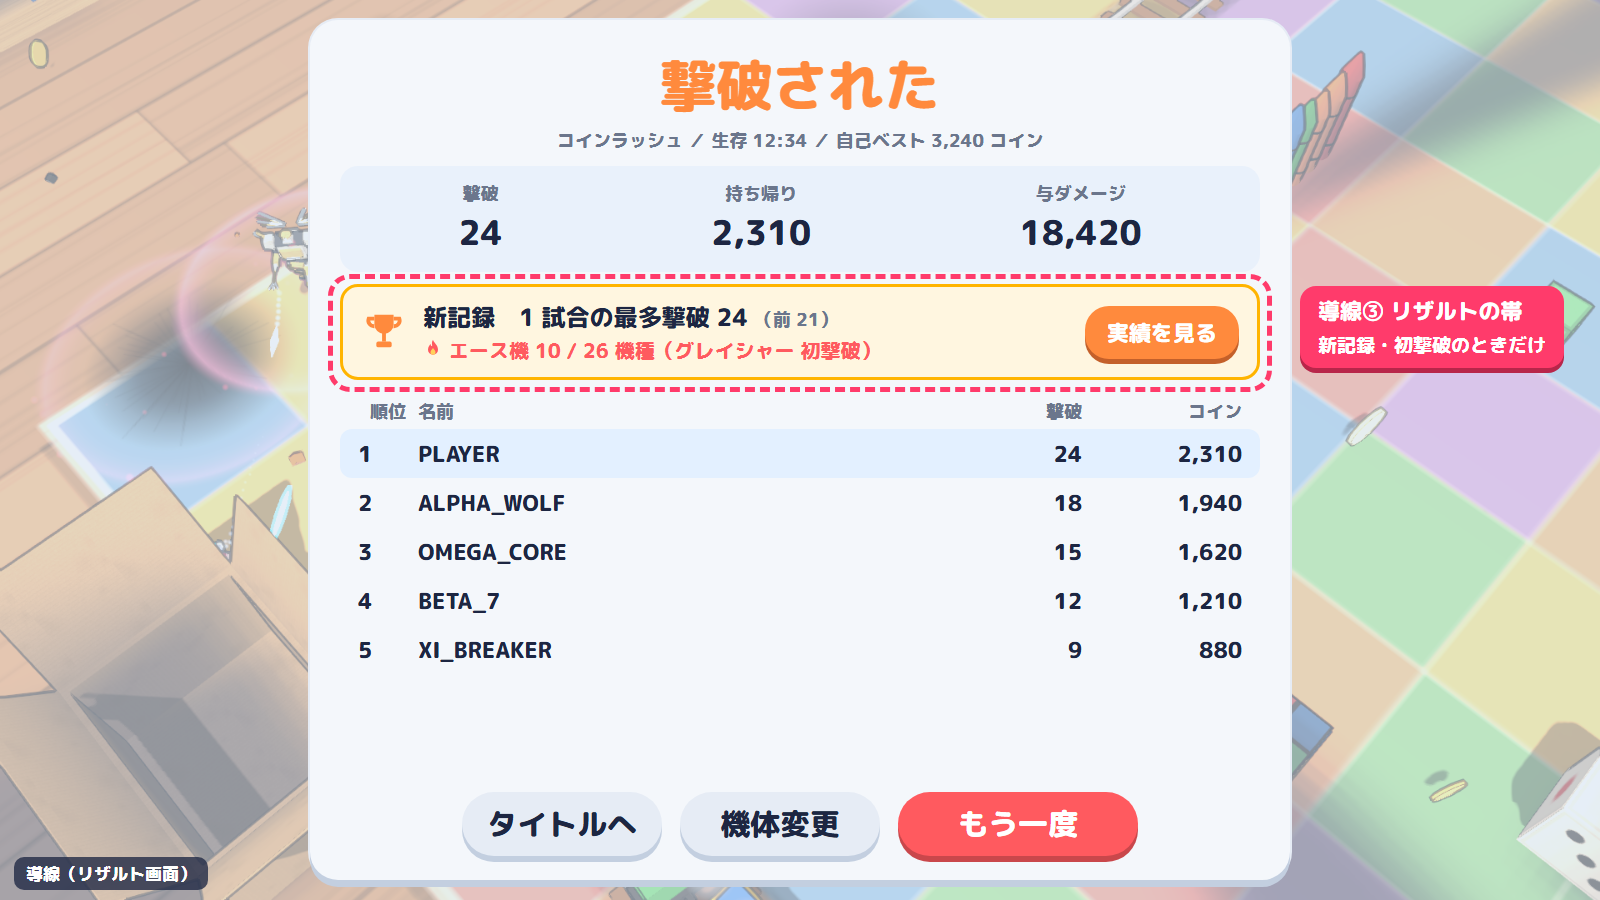 撃破された
コインラッシュ / 生存 12:34 / 自己ベスト 3,240 コイン
撃破 持ち帰り 与ダメージ
24 2,310 18,420
新記録 1 試合の最多撃破 24 （前 21）
エース機 10 / 26 機種（グレイシャー 初撃破）
実績を見る
導線③ リザルトの帯
新記録・初撃破のときだけ
順位 名前 撃破 コイン
1 PLAYER 24 2,310
2 ALPHA_WOLF 18 1,940
3 OMEGA_CORE 15 1,620
4 BETA_7 12 1,210
5 XI_BREAKER 9 880
タイトルへ 機体変更 もう一度
導線（リザルト画面）